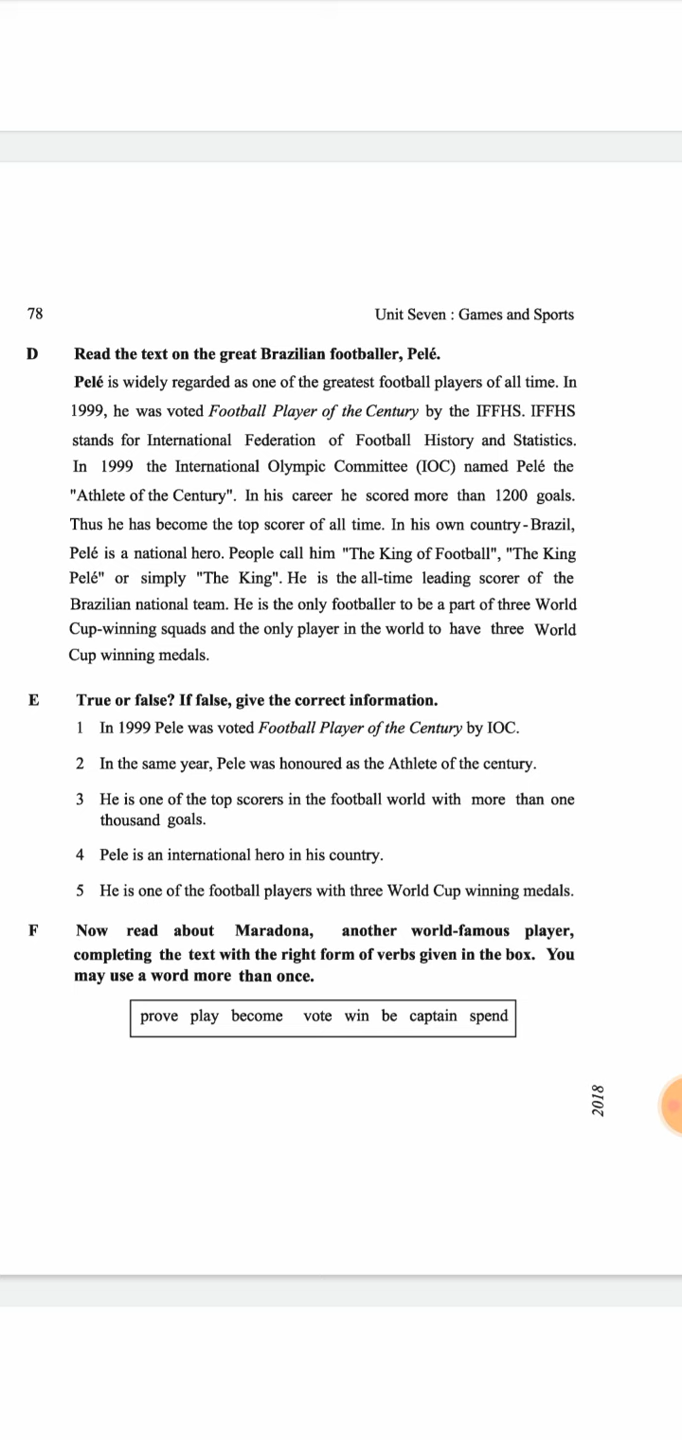 78 Unit Seven : Games and Sports
D Read the text on the great Brazilian footballer, Pelé.
Pelé is widely regarded as one of the greatest football players of all time. In
1999, he was voted Football Player of the Century by the IFFHS. IFFHS
stands for International Federation of Football History and Statistics.
In 1999 the International Olympic Committee (IOC) named Pelé the
"Athlete of the Century". In his career he scored more than 1200 goals.
Thus he has become the top scorer of all time. In his own country-Brazil,
Pelé is a national hero. People call him "The King of Football", "The King
Pelé" or simply "The King". He is the all-time leading scorer of the
Brazilian national team. He is the only footballer to be a part of three World
Cup-winning squads and the only player in the world to have three World
Cup winning medals.
E True or false? If false, give the correct information.
1 In 1999 Pele was voted Football Player of the Century by IOC.
2 In the same year, Pele was honoured as the Athlete of the century.
3 He is one of the top scorers in the football world with more than one
thousand goals.
4 Pele is an international hero in his country.
5 He is one of the football players with three World Cup winning medals.
F Now read about Maradona, another world-famous player,
completing the text with the right form of verbs given in the box. You
may use a word more than once.
prove play become vote win be captain spend
2018